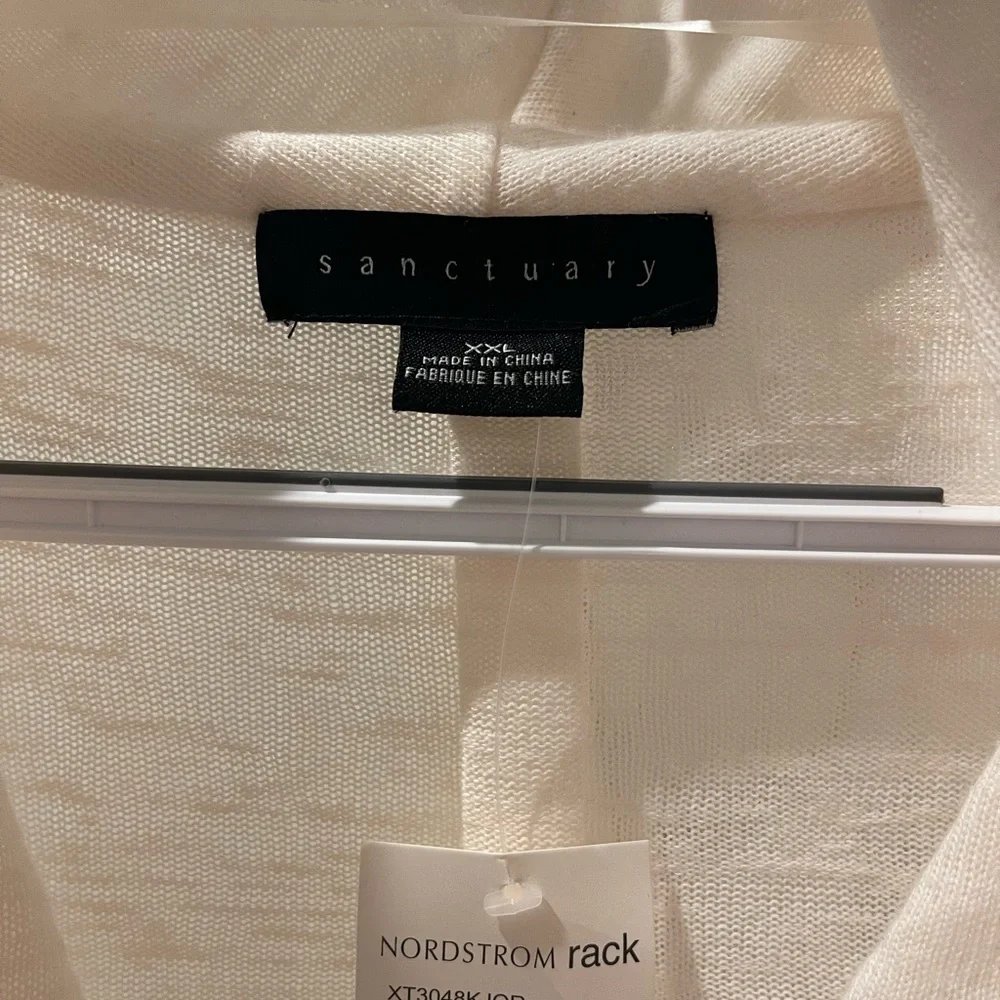 sanctuary
XXL
MADE IN CHINA
FABRIQUE EN CHINE
NORDSTROM rack